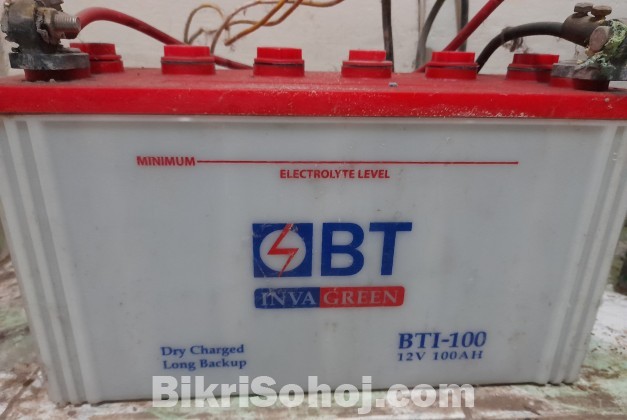 MINIMUM
ELECTROLYTE LEVEL
BT
INVA GREEN
Dry Charged
Long Backup
BTI-100
12V 100AH
BikriSohoj.com